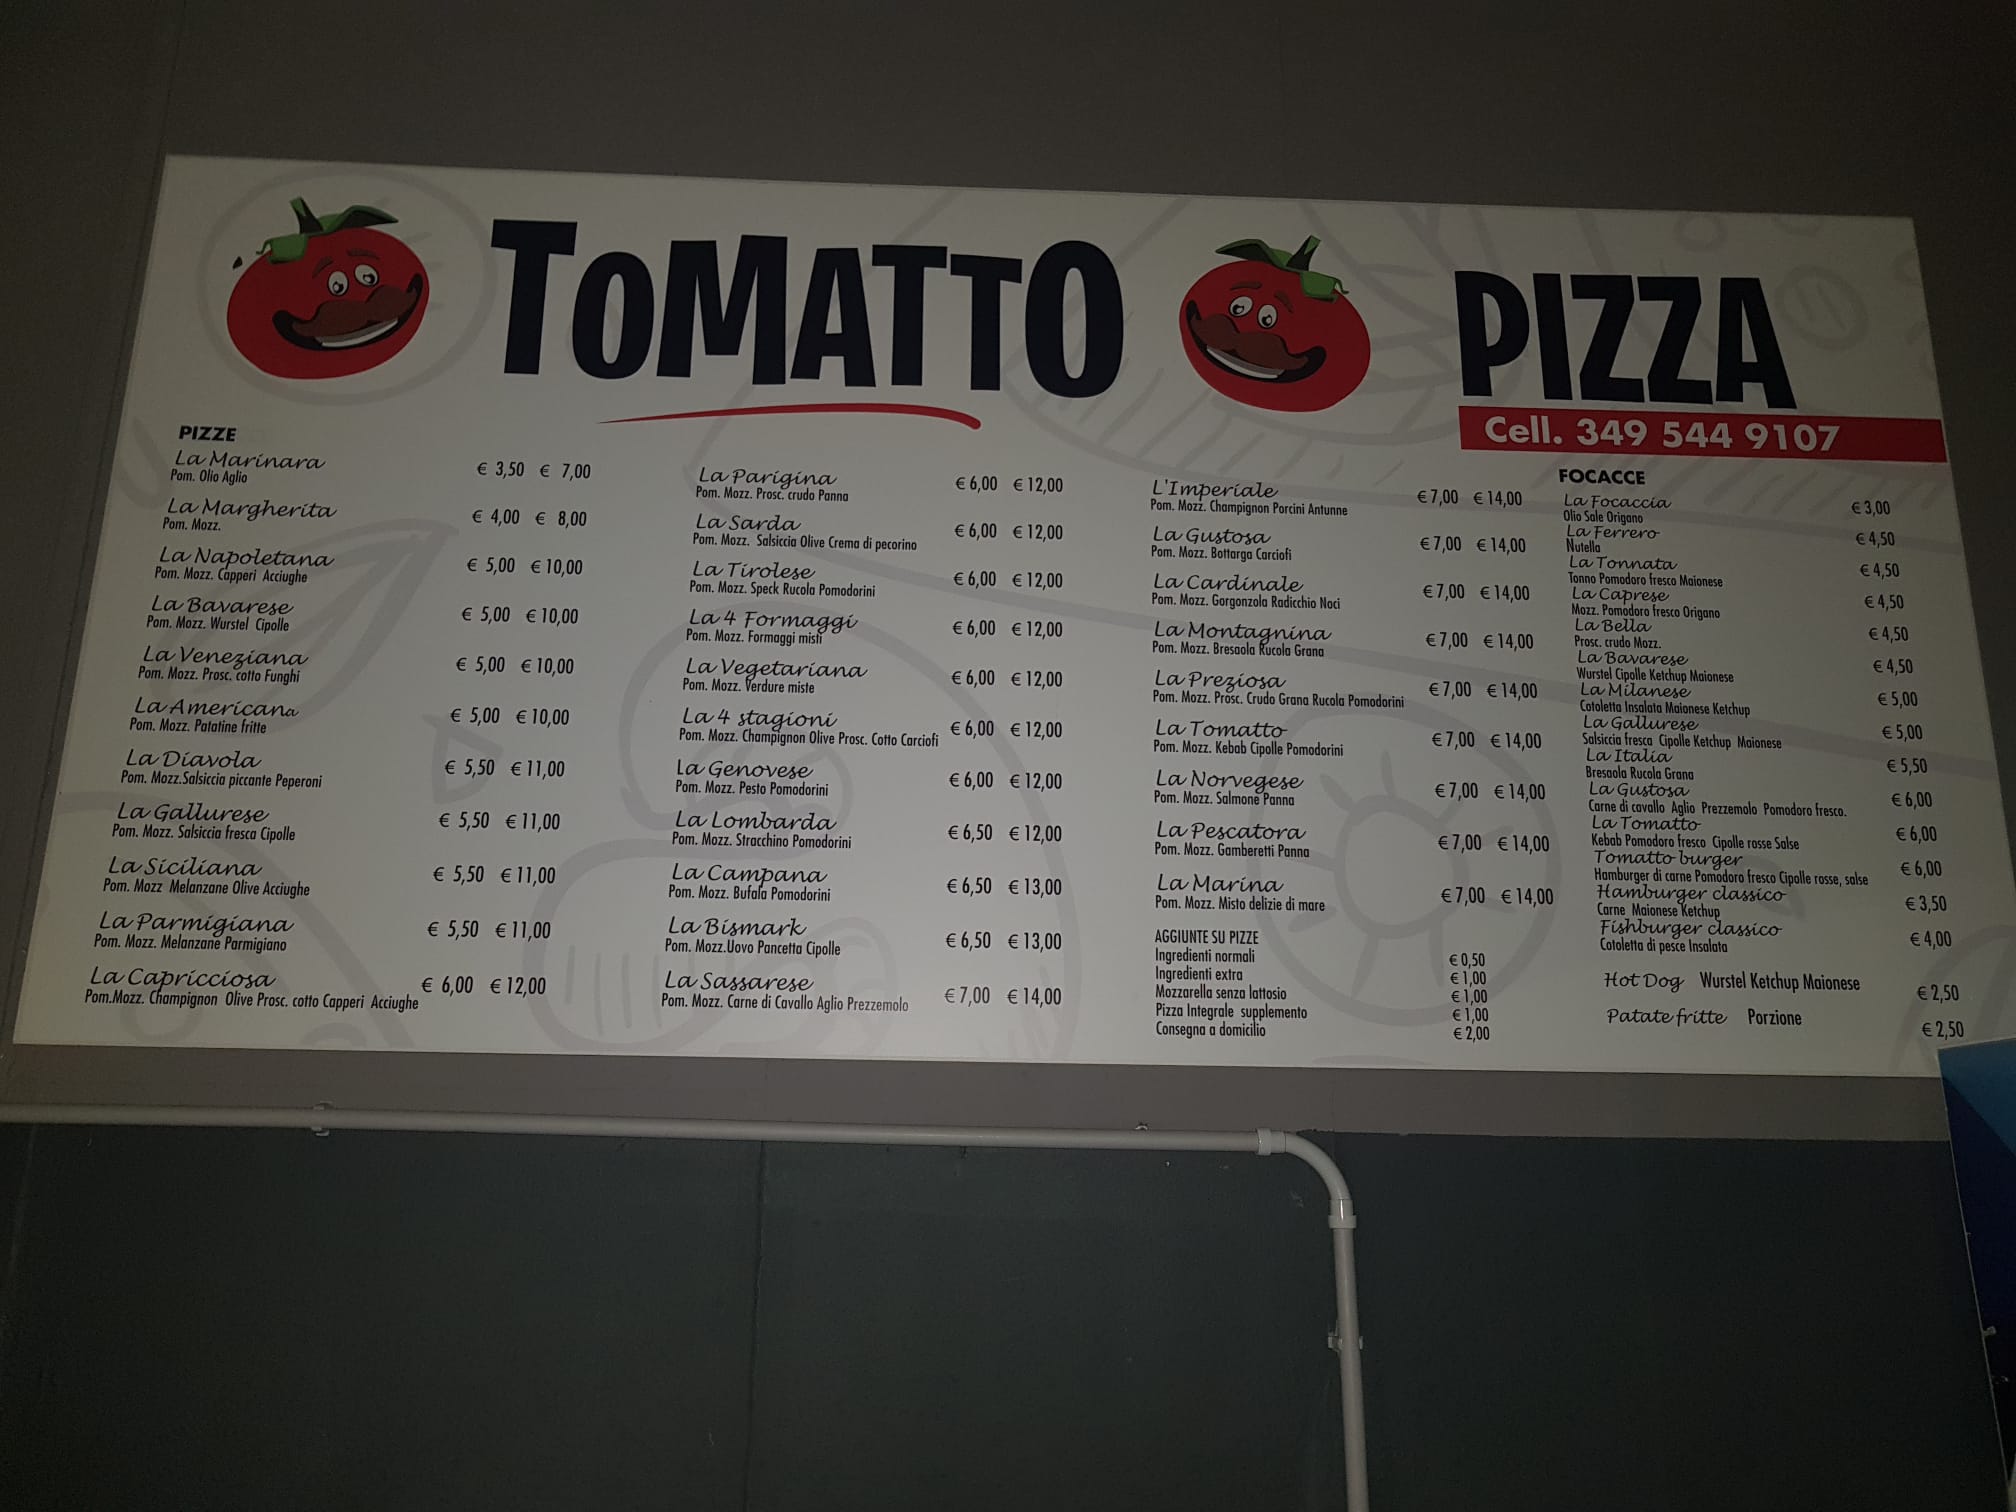 TOMATTO PIZZA
Cell. 349 544 9107
PIZZE
La Marinara € 3,50 € 7,00
Pom. Olio Aglio
La Margherita € 4,00 € 8,00
Pom. Mozz.
La Napoletana € 5,00 € 10,00
Pom. Mozz. Capperi Acciughe
La Bavarese € 5,00 € 10,00
Pom. Mozz. Wurstel Cipolle
La Veneziana € 5,00 € 10,00
Pom. Mozz. Prosc. cotto Funghi
La Americana € 5,00 € 10,00
Pom. Mozz. Patatine fritte
La Diavola € 5,50 € 11,00
Pom. Mozz.Salsiccia piccante Peperoni
La Gallurese € 5,50 € 11,00
Pom. Mozz. Salsiccia fresca Cipolle
La Siciliana € 5,50 € 11,00
Pom. Mozz Melanzane Olive Acciughe
La Parmigiana € 5,50 € 11,00
Pom. Mozz. Melanzane Parmigiano
La Capricciosa € 6,00 € 12,00
Pom.Mozz. Champignon Olive Prosc. cotto Capperi Acciughe
La Parigina € 6,00 € 12,00
Pom. Mozz. Prosc. crudo Panna
La Sarda € 6,00 € 12,00
Pom. Mozz. Salsiccia Olive Crema di pecorino
La Tirolese € 6,00 € 12,00
Pom. Mozz. Speck Rucola Pomodorini
La 4 Formaggi € 6,00 € 12,00
Pom. Mozz. Formaggi misti
La Vegetariana € 6,00 € 12,00
Pom. Mozz. Verdure miste
La 4 stagioni € 6,00 € 12,00
Pom. Mozz. Champignon Olive Prosc. Cotto Carciofi
La Genovese € 6,00 € 12,00
Pom. Mozz. Pesto Pomodorini
La Lombarda € 6,50 € 12,00
Pom. Mozz. Stracchino Pomodorini
La Campana € 6,50 € 13,00
Pom. Mozz. Bufala Pomodorini
La Bismark € 6,50 € 13,00
Pom. Mozz.Uovo Pancetta Cipolle
La Sassarese € 7,00 € 14,00
Pom. Mozz. Carne di Cavallo Aglio Prezzemolo
L'Imperiale € 7,00 € 14,00
Pom. Mozz. Champignon Porcini Antunne
La Gustosa € 7,00 € 14,00
Pom. Mozz. Bottarga Carciofi
La Cardinale € 7,00 € 14,00
Pom. Mozz. Gorgonzola Radicchio Noci
La Montagnina € 7,00 € 14,00
Pom. Mozz. Bresaola Rucola Grana
La Preziosa € 7,00 € 14,00
Pom. Mozz. Prosc. Crudo Grana Rucola Pomodorini
La Tomatto € 7,00 € 14,00
Pom. Mozz. Kebab Cipolle Pomodorini
La Norvegese € 7,00 € 14,00
Pom. Mozz. Salmone Panna
La Pescatora € 7,00 € 14,00
Pom. Mozz. Gamberetti Panna
La Marina € 7,00 € 14,00
Pom. Mozz. Misto delizie di mare
AGGIUNTE SU PIZZE
Ingredienti normali € 0,50
Ingredienti extra € 1,00
Mozzarella senza lattosio € 1,00
Pizza Integrale supplemento € 1,00
Consegna a domicilio € 2,00
FOCACCE
La Focaccia € 3,00
Olio Sale Origano
La Ferrero € 4,50
Nutella
La Tonnata € 4,50
Tonno Pomodoro fresco Maionese
La Caprese € 4,50
Mozz. Pomodoro fresco Origano
La Bella € 4,50
Prosc. crudo Mozz.
La Bavarese € 4,50
Wurstel Cipolle Ketchup Maionese
La Milanese € 5,00
Cotoletta Insalata Maionese Ketchup
La Gallurese € 5,00
Salsiccia fresca Cipolle Ketchup Maionese
La Italia € 5,50
Bresaola Rucola Grana
La Gustosa € 6,00
Carne di cavallo Aglio Prezzemolo Pomodoro fresco.
La Tomatto € 6,00
Kebab Pomodoro fresco Cipolle rosse Salse
Tomatto burger € 6,00
Hamburger di carne Pomodoro fresco Cipolle rosse, salse
Hamburger classico € 3,50
Carne Maionese Ketchup
Fishburger classico € 4,00
Cotoletta di pesce Insalata
Hot Dog Wurstel Ketchup Maionese € 2,50
Patate fritte Porzione € 2,50